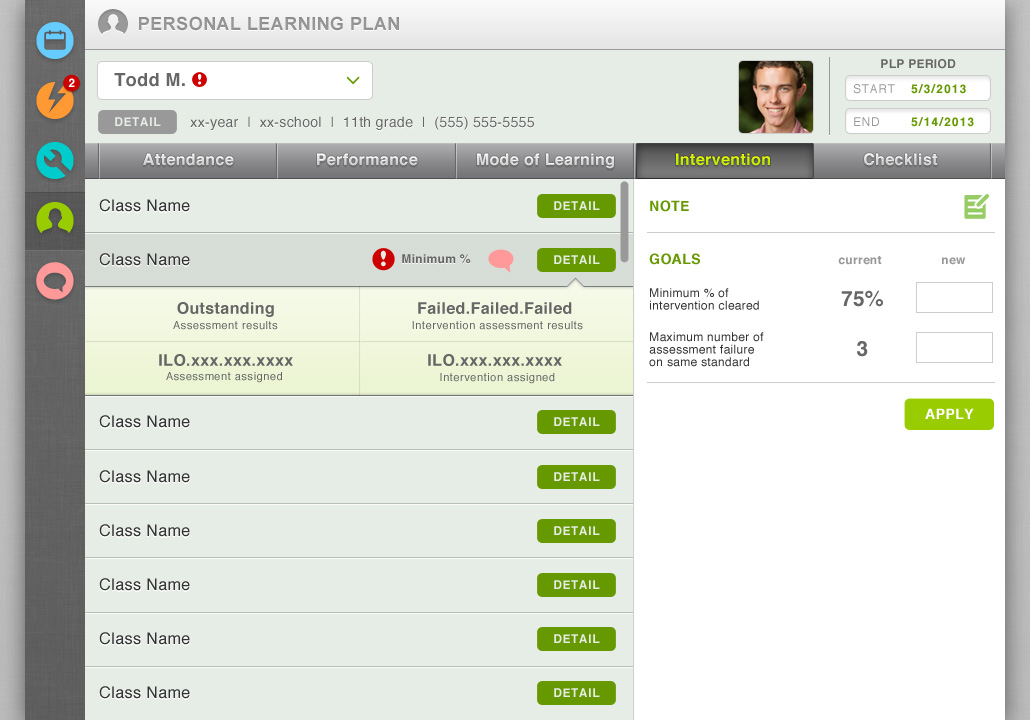 2
PERSONAL LEARNING PLAN
Todd M.
DETAIL xx-year | xx-school | 11th grade | (555) 555-5555
PLP PERIOD
START 5/3/2013
END 5/14/2013
Attendance Performance Mode of Learning Intervention Checklist
Class Name DETAIL
Class Name Minimum % DETAIL
Outstanding
Assessment results
Failed.Failed.Failed
Intervention assessment results
ILO.xxx.xxx.xxxx
Assessment assigned
ILO.xxx.xxx.xxxx
Intervention assigned
Class Name DETAIL
Class Name DETAIL
Class Name DETAIL
Class Name DETAIL
Class Name DETAIL
Class Name DETAIL
NOTE
GOALS current new
Minimum % of
intervention cleared
75%
Maximum number of
assessment failure
on same standard
3
APPLY